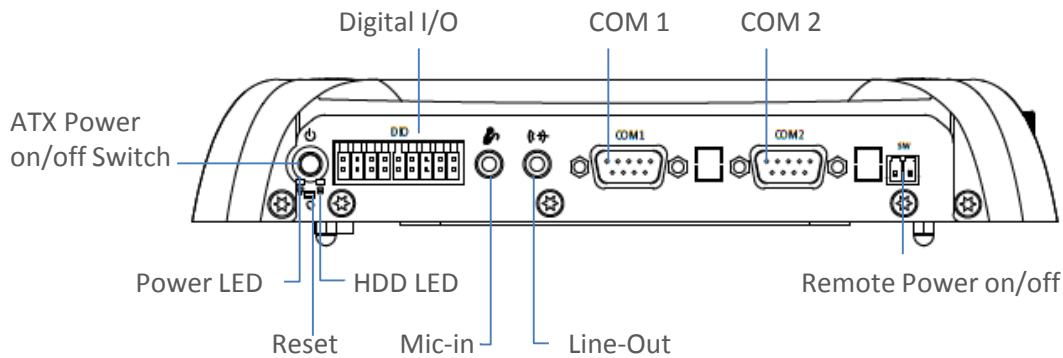 Digital I/O
COM 1
COM 2
ATX Power
on/off Switch
DIO
COM1
COM2
SW
Power LED
HDD LED
Remote Power on/off
Reset
Mic-in
Line-Out